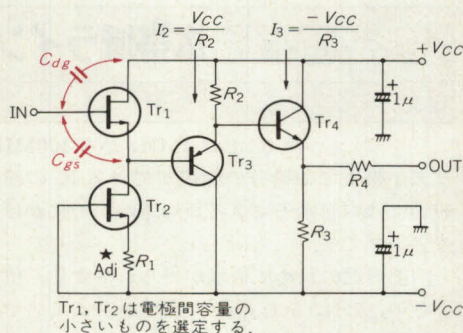 I2=VCC/R2
I3=−VCC/R3
Cdg
+VCC
IN
Tr1
R2
Tr4
+
1μ
Cgs
Tr3
R4
OUT
Tr2
R3
★
Adj
R1
+
1μ
−VCC
Tr1, Tr2は電極間容量の
小さいものを選定する.